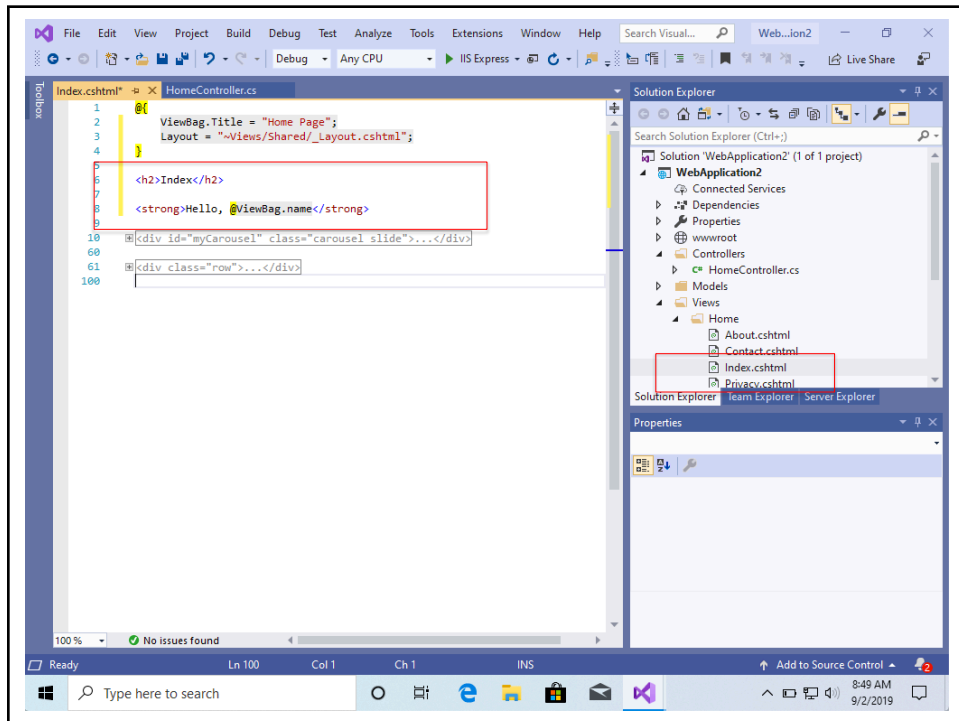 File Edit View Project Build Debug Test Analyze Tools Extensions Window Help Search Visual... Web...ion2
Debug Any CPU IIS Express Live Share
Toolbox
Index.cshtml* HomeController.cs
1 @{
2 ViewBag.Title = "Home Page";
3 Layout = "~Views/Shared/_Layout.cshtml";
4 }
5
6 <h2>Index</h2>
7
8 <strong>Hello, @ViewBag.name</strong>
9
10 <div id="myCarousel" class="carousel slide">...</div>
60
61 <div class="row">...</div>
100
100 % No issues found
Solution Explorer
Search Solution Explorer (Ctrl+;)
Solution 'WebApplication2' (1 of 1 project)
WebApplication2
Connected Services
Dependencies
Properties
wwwroot
Controllers
C# HomeController.cs
Models
Views
Home
About.cshtml
Contact.cshtml
Index.cshtml
Privacy.cshtml
Solution Explorer Team Explorer Server Explorer
Properties
Ready Ln 100 Col 1 Ch 1 INS Add to Source Control 2
Type here to search 8:49 AM
9/2/2019